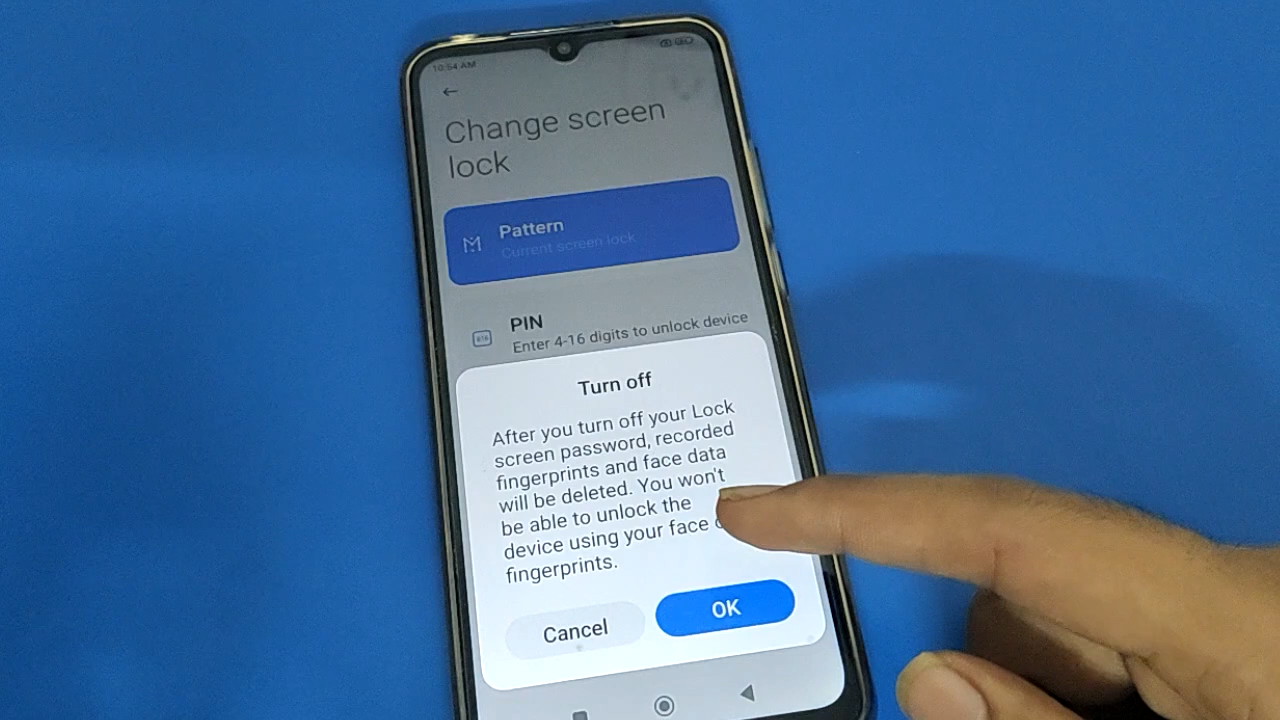 10:54 AM
Change screen
lock
Pattern
Current screen lock
PIN
Enter 4-16 digits to unlock device
Turn off
After you turn off your Lock
screen password, recorded
fingerprints and face data
will be deleted. You won't
be able to unlock the
device using your face
fingerprints.
Cancel
OK